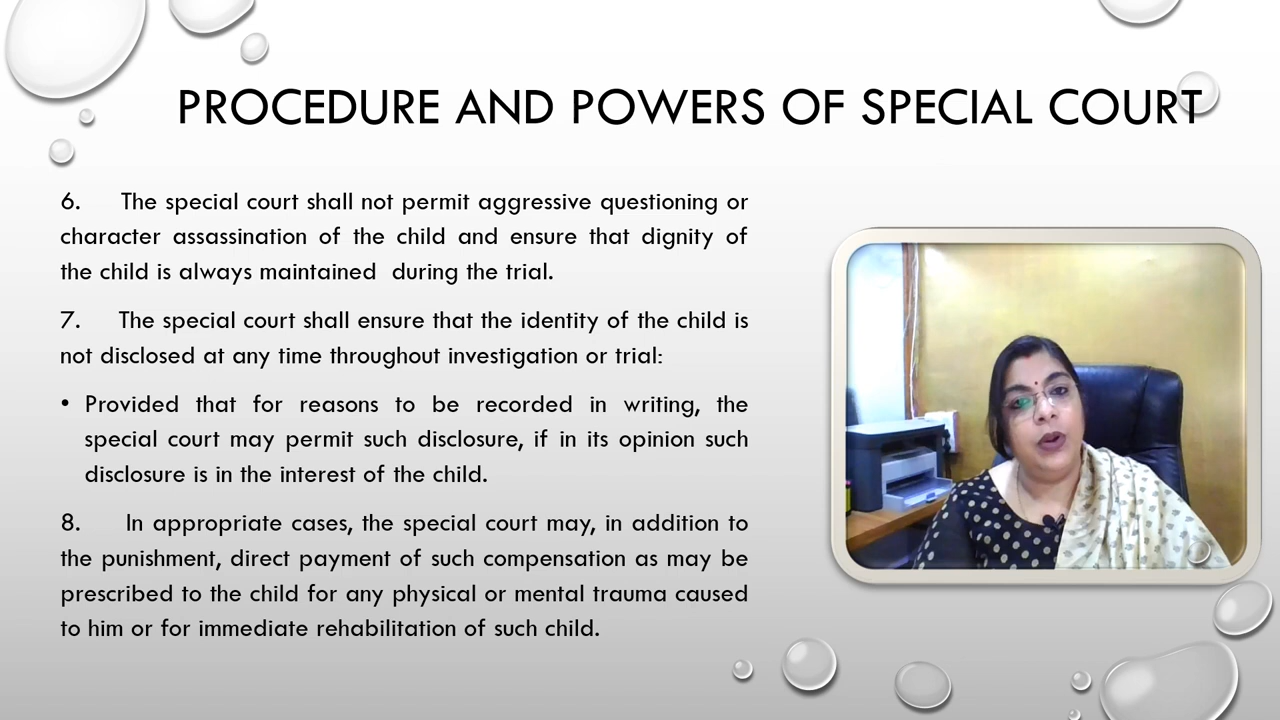 PROCEDURE AND POWERS OF SPECIAL COURT
6. The special court shall not permit aggressive questioning or
character assassination of the child and ensure that dignity of
the child is always maintained during the trial.
7. The special court shall ensure that the identity of the child is
not disclosed at any time throughout investigation or trial:
• Provided that for reasons to be recorded in writing, the
special court may permit such disclosure, if in its opinion such
disclosure is in the interest of the child.
8. In appropriate cases, the special court may, in addition to
the punishment, direct payment of such compensation as may be
prescribed to the child for any physical or mental trauma caused
to him or for immediate rehabilitation of such child.